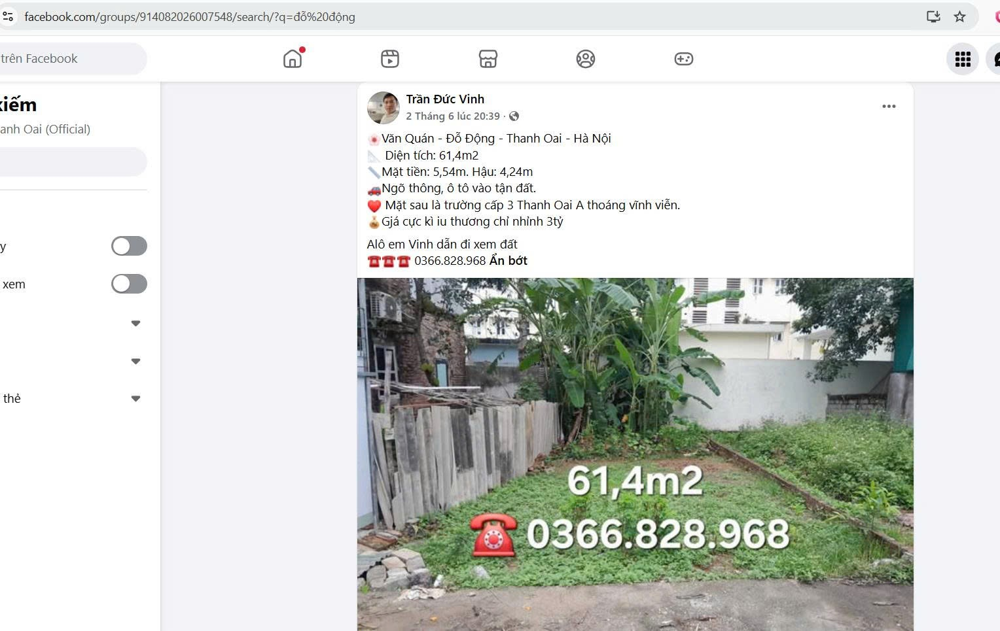 facebook.com/groups/914082026007548/search/?q=đỗ%20động
trên Facebook
kiếm
anh Oai (Official)
y
xem
thẻ
Trần Đức Vinh
2 Tháng 6 lúc 20:39 ·
🌸Văn Quán - Đỗ Động - Thanh Oai - Hà Nội
📐 Diện tích: 61,4m2
📏Mặt tiền: 5,54m. Hậu: 4,24m
🚗Ngõ thông, ô tô vào tận đất.
❤️ Mặt sau là trường cấp 3 Thanh Oai A thoáng vĩnh viễn.
💰Gjá cực kì iu thương chỉ nhỉnh 3tỷ
Alô em Vinh dẫn đi xem đất
☎️☎️☎️ 0366.828.968 Ẩn bớt
61,4m2
☎️0366.828.968